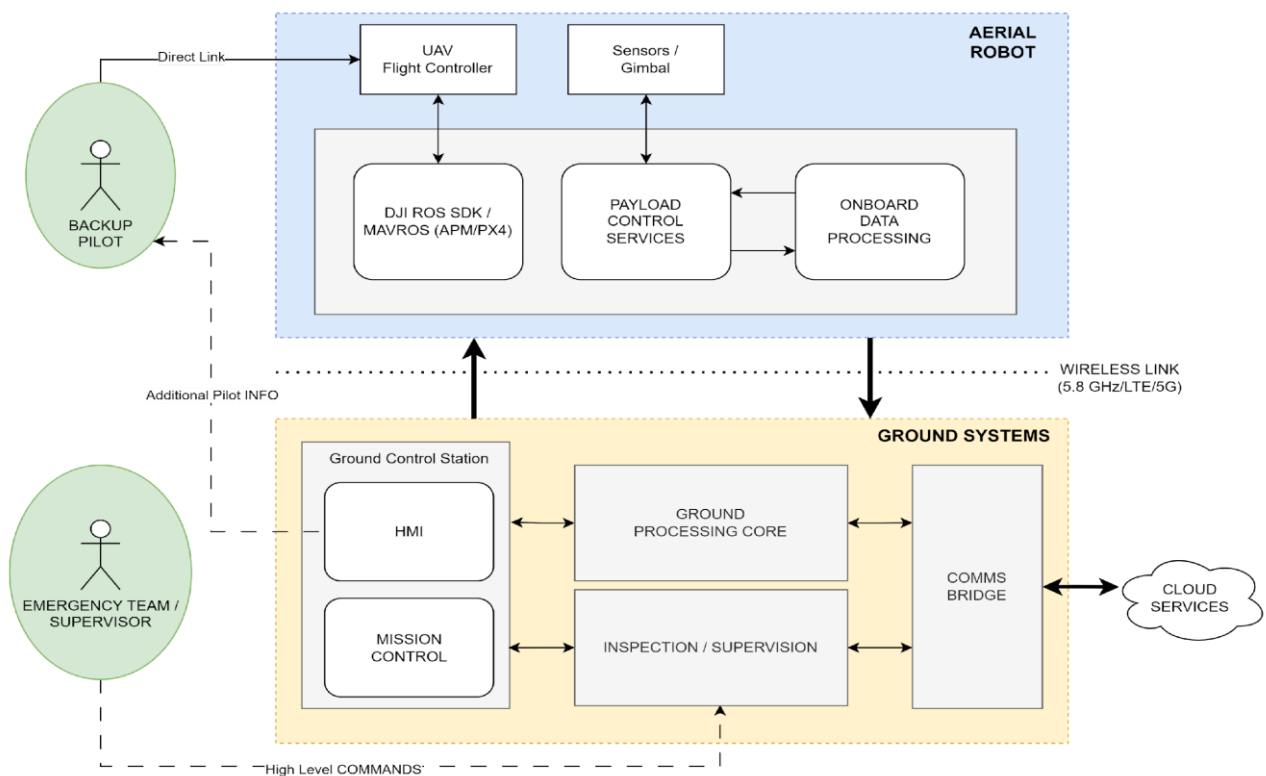 AERIAL
ROBOT
UAV
Flight Controller
Sensors /
Gimbal
Direct Link
BACKUP
PILOT
DJI ROS SDK /
MAVROS (APM/PX4)
PAYLOAD
CONTROL
SERVICES
ONBOARD
DATA
PROCESSING
WIRELESS LINK
(5.8 GHz/LTE/5G)
Additional Pilot INFO
GROUND SYSTEMS
Ground Control Station
HMI
GROUND
PROCESSING CORE
COMMS
BRIDGE
CLOUD
SERVICES
EMERGENCY TEAM /
SUPERVISOR
MISSION
CONTROL
INSPECTION / SUPERVISION
High Level COMMANDS